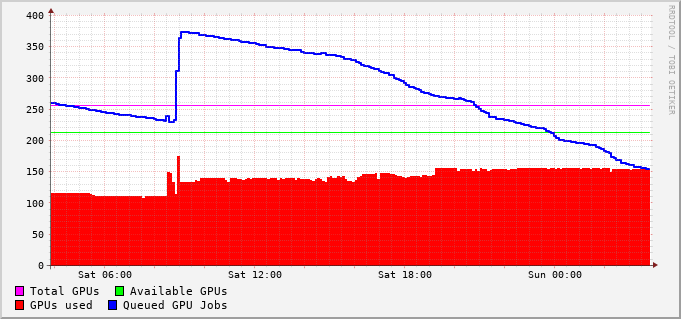 400
350
300
250
200
150
100
50
0
Sat 06:00 Sat 12:00 Sat 18:00 Sun 00:00
Total GPUs Available GPUs
GPUs used Queued GPU Jobs
RRDTOOL / TOBI OETIKER